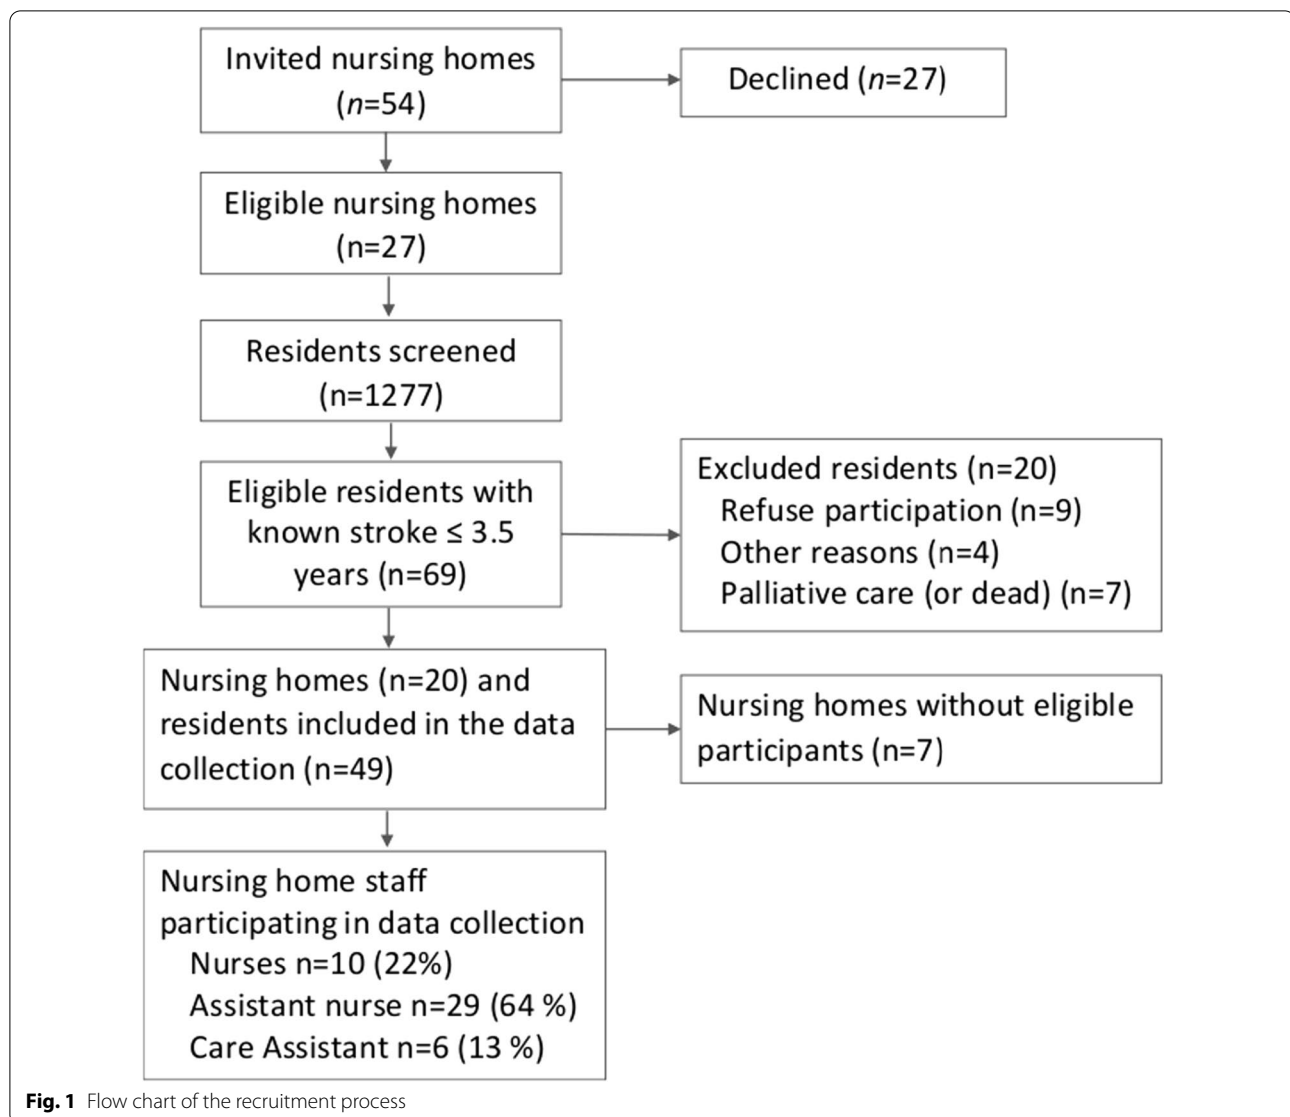 Invited nursing homes
(n=54)
Declined (n=27)
Eligible nursing homes
(n=27)
Residents screened
(n=1277)
Eligible residents with
known stroke ≤ 3.5
years (n=69)
Excluded residents (n=20)
Refuse participation (n=9)
Other reasons (n=4)
Palliative care (or dead) (n=7)
Nursing homes (n=20) and
residents included in the data
collection (n=49)
Nursing homes without eligible
participants (n=7)
Nursing home staff
participating in data collection
Nurses n=10 (22%)
Assistant nurse n=29 (64 %)
Care Assistant n=6 (13 %)
Fig. 1 Flow chart of the recruitment process